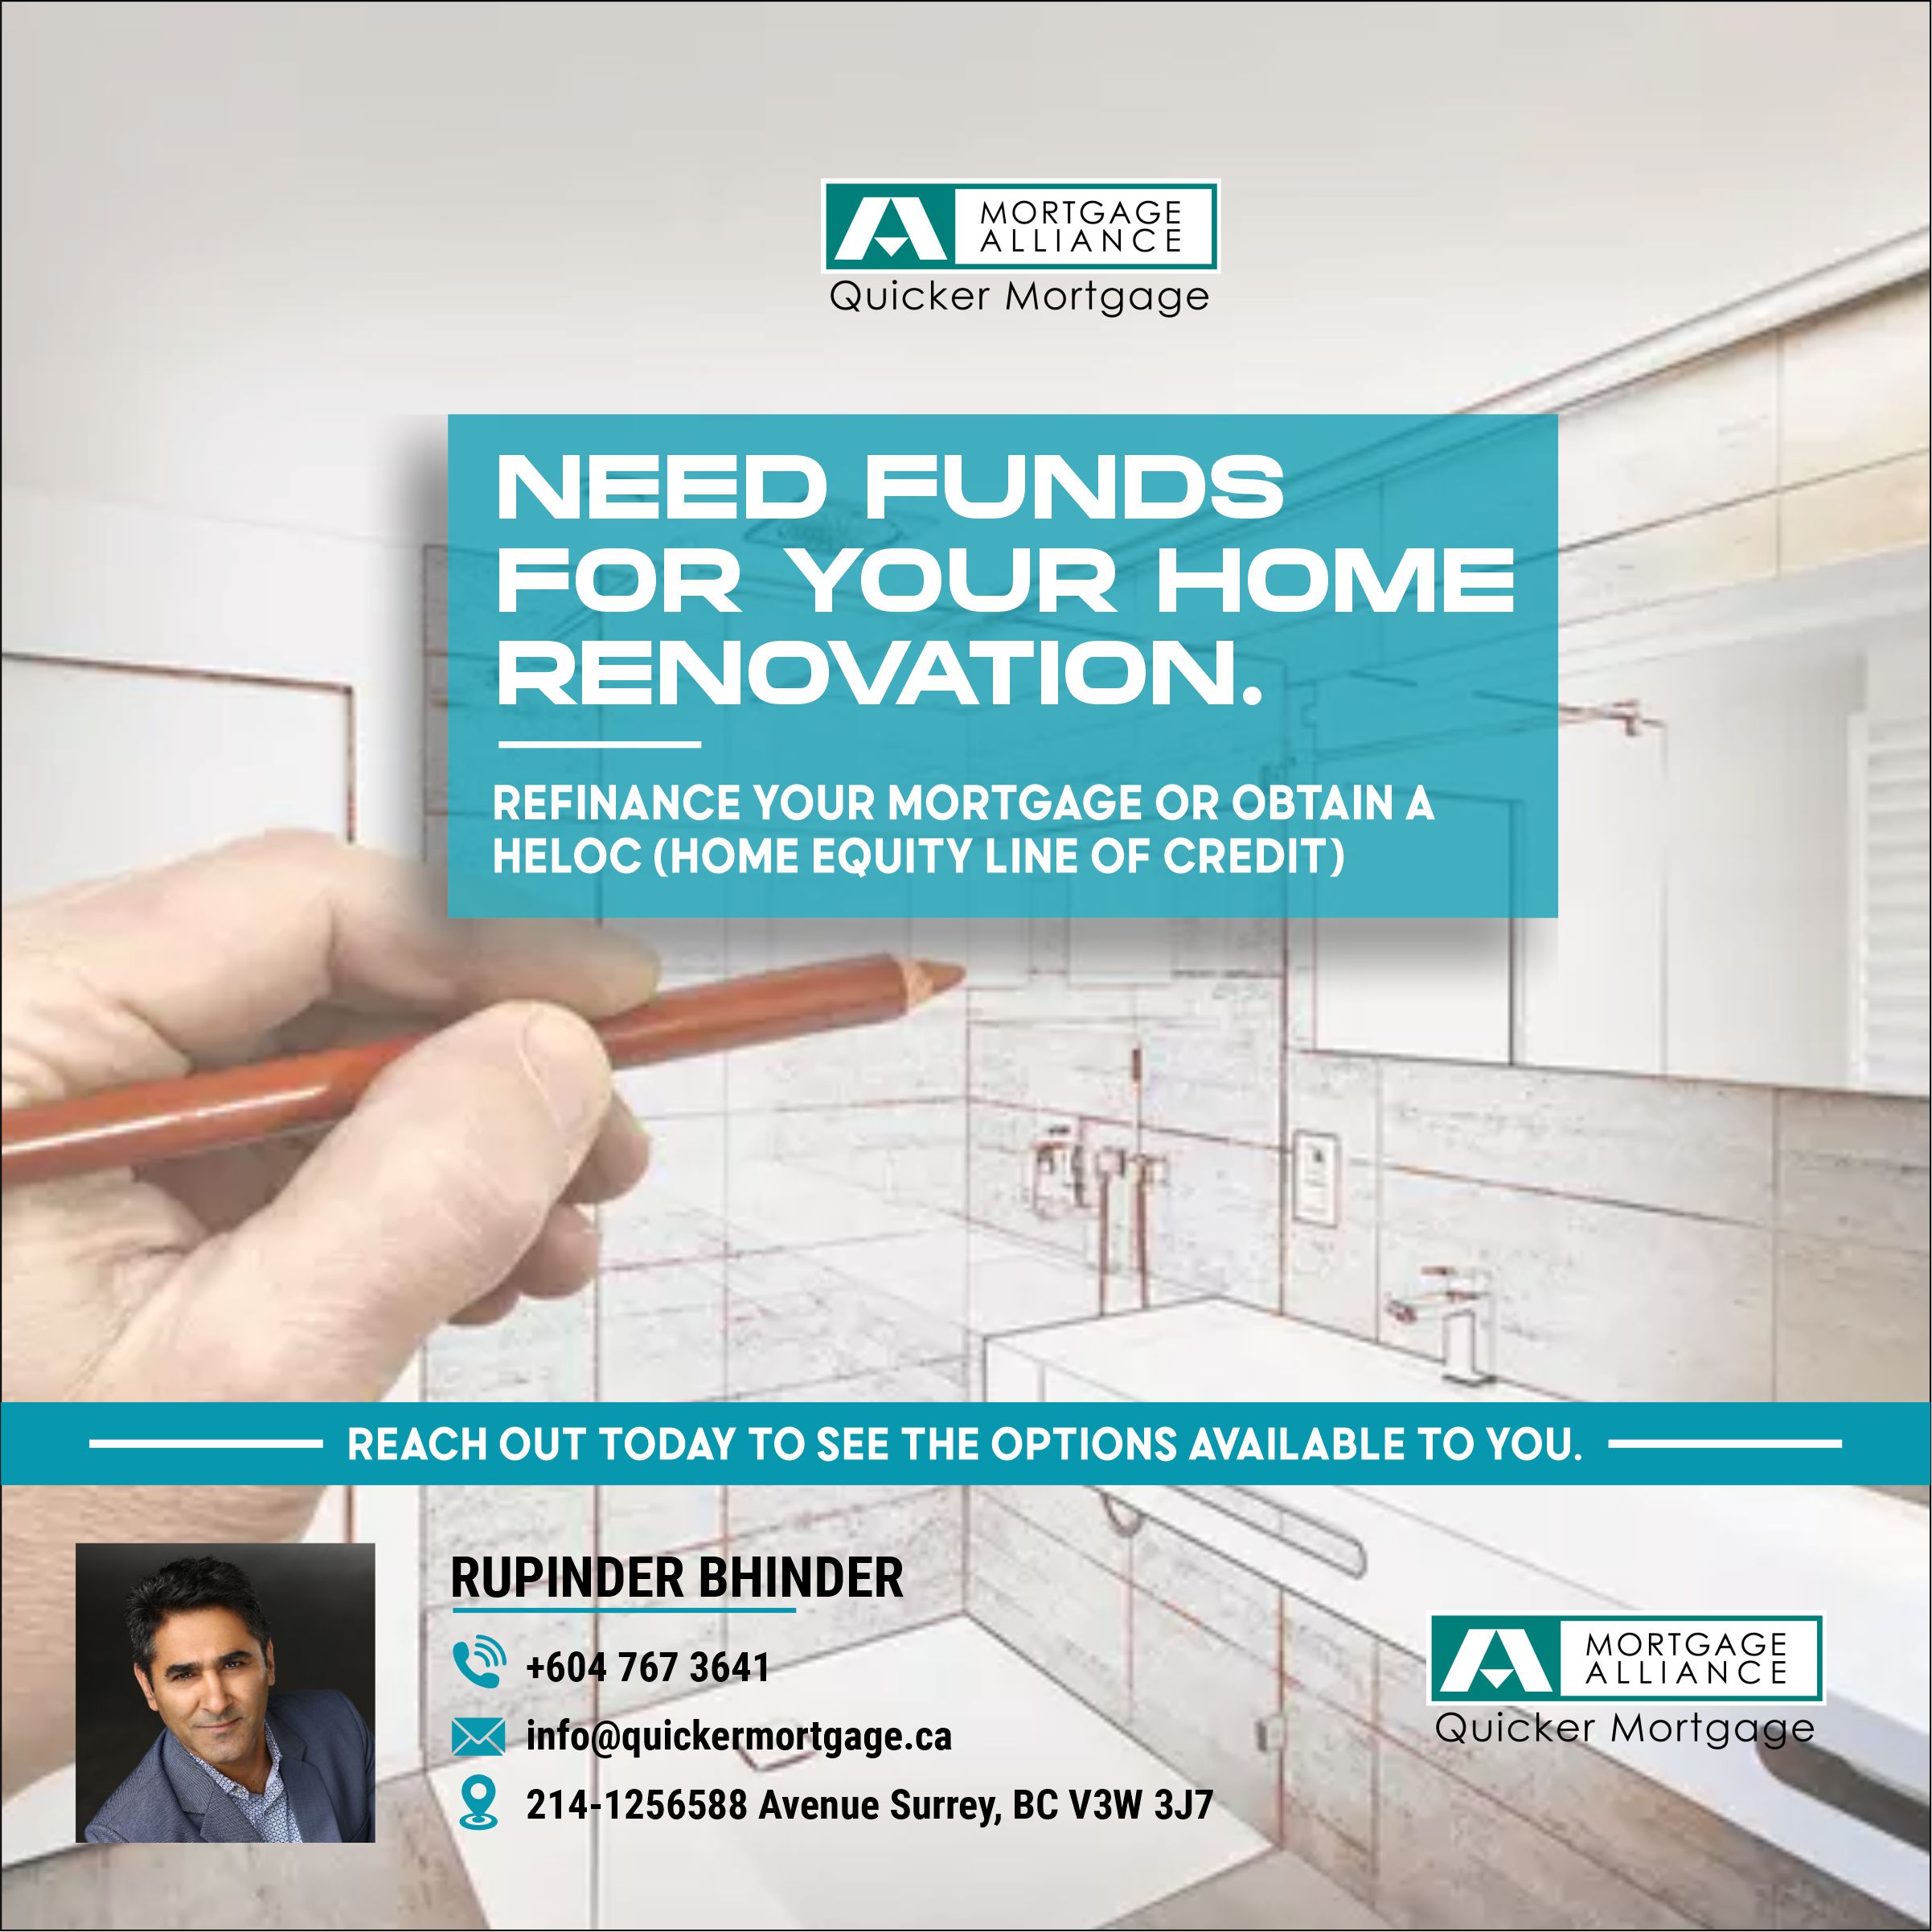 MORTGAGE
ALLIANCE
Quicker Mortgage
NEED FUNDS
FOR YOUR HOME
RENOVATION.
REFINANCE YOUR MORTGAGE OR OBTAIN A
HELOC (HOME EQUITY LINE OF CREDIT)
REACH OUT TODAY TO SEE THE OPTIONS AVAILABLE TO YOU.
RUPINDER BHINDER
+604 767 3641
info@quickermortgage.ca
214-1256588 Avenue Surrey, BC V3W 3J7
MORTGAGE
ALLIANCE
Quicker Mortgage